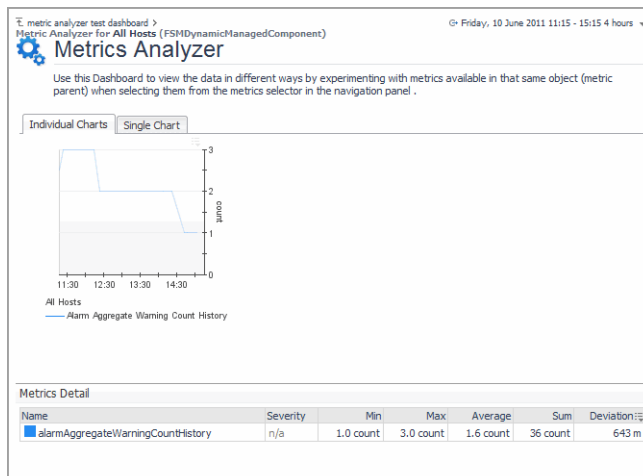 metric analyzer test dashboard >
Friday, 10 June 2011 11:15 - 15:15 4 hours
Metric Analyzer for All Hosts (FSMDynamicManagedComponent)
Metrics Analyzer
Use this Dashboard to view the data in different ways by experimenting with metrics available in that same object (metric
parent) when selecting them from the metrics selector in the navigation panel .
Individual Charts Single Chart
3
2
1
0
count
11:30 12:30 13:30 14:30
All Hosts
Alarm Aggregate Warning Count History
Metrics Detail
Name Severity Min Max Average Sum Deviation
alarmAggregateWarningCountHistory n/a 1.0 count 3.0 count 1.6 count 36 count 643 m